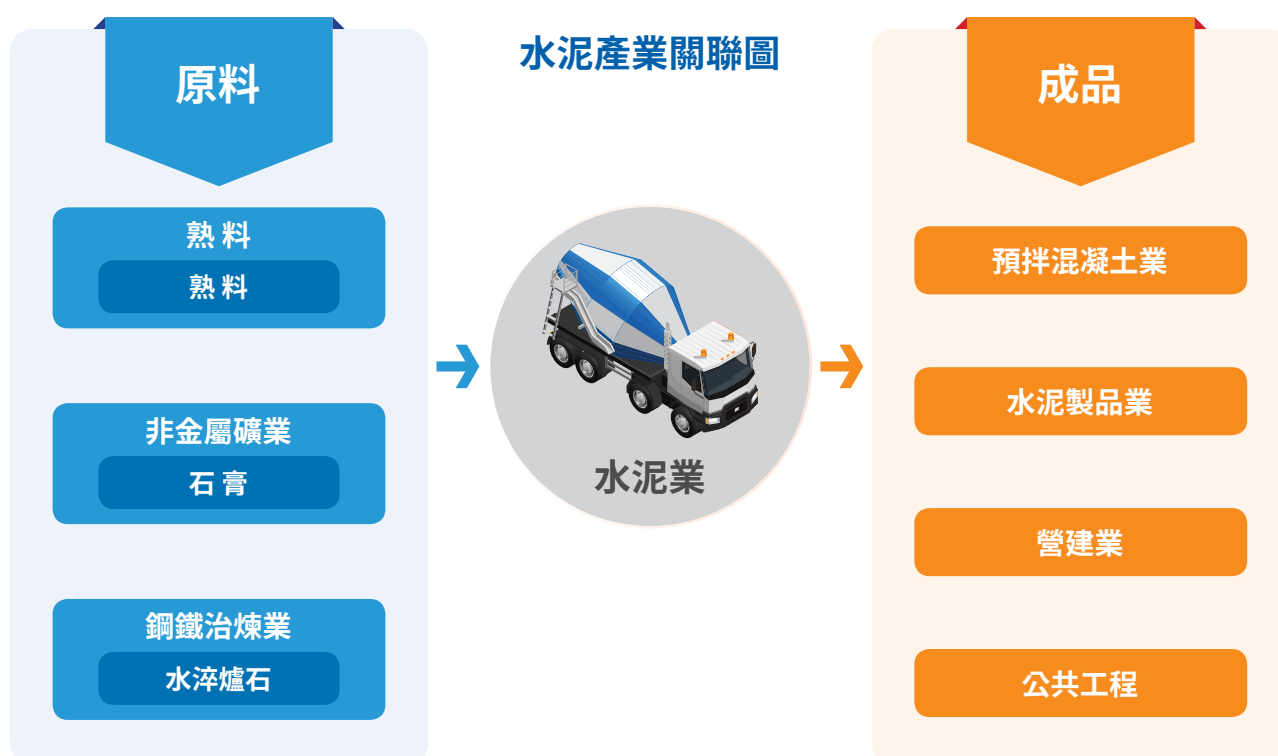 水泥產業關聯圖
原料
熟料
熟料
非金屬礦業
石膏
鋼鐵治煉業
水淬爐石
水泥業
成品
預拌混凝土業
水泥製品業
營建業
公共工程